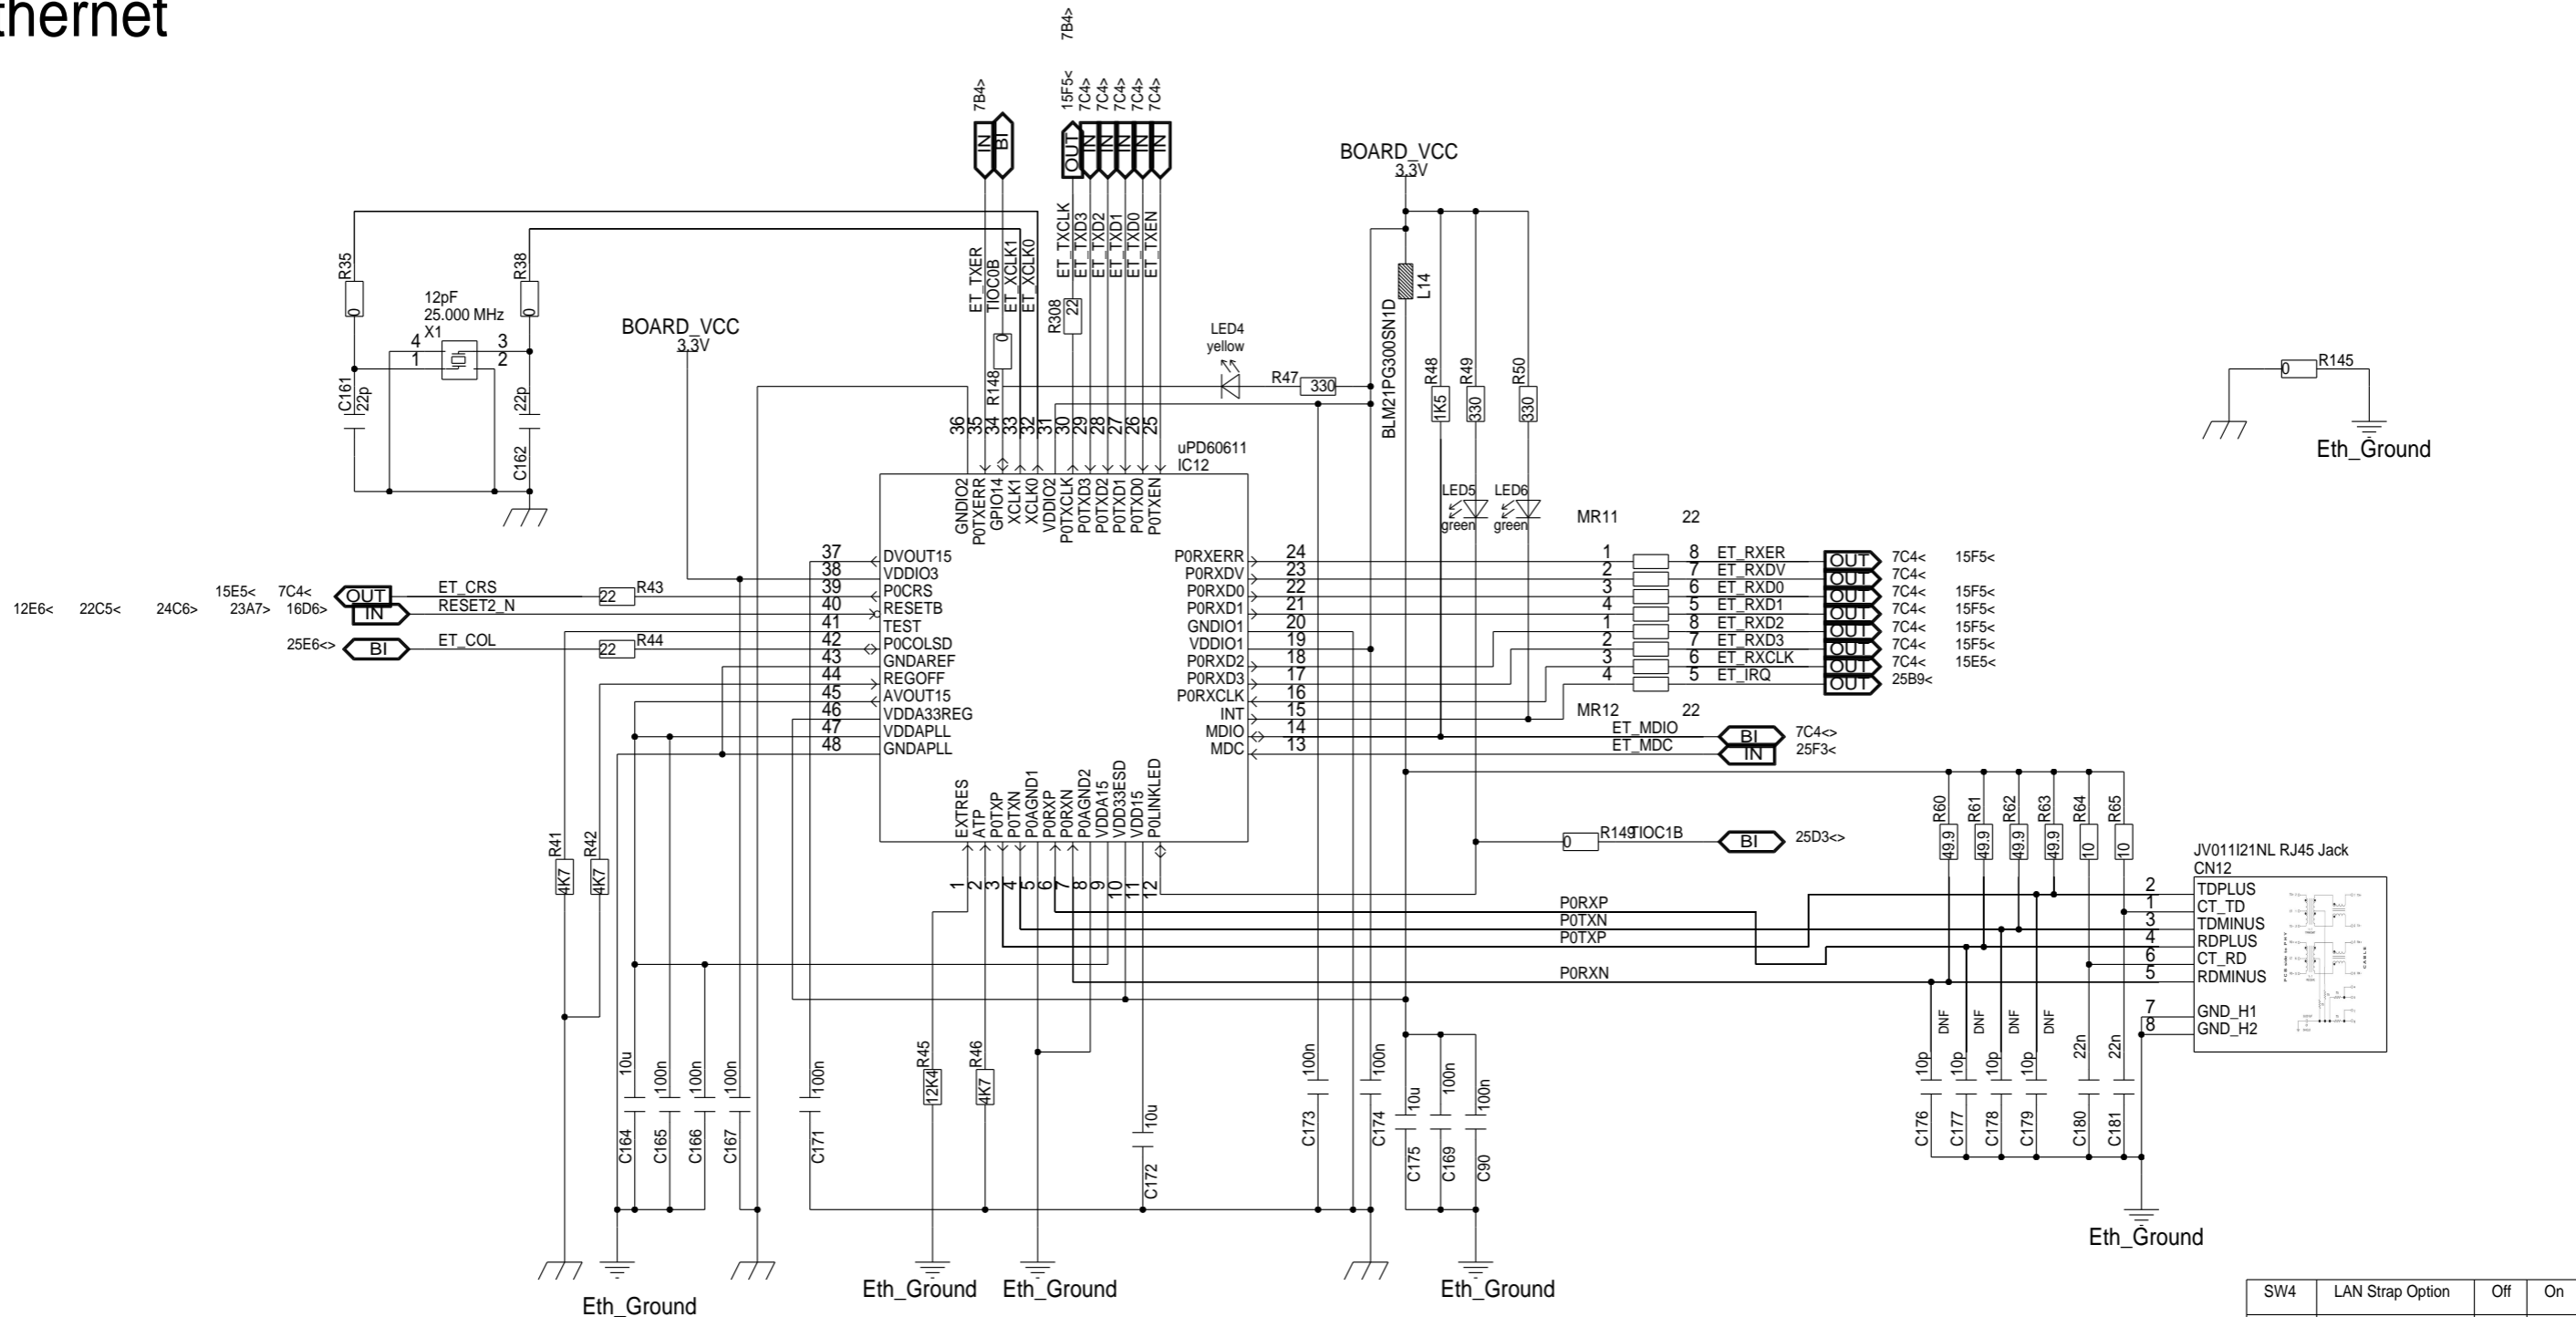 thernet
7B4>
7B4>
15F5<
7C4>
7C4>
7C4>
7C4>
7C4>
IN
BI
OUT
IN
IN
IN
IN
IN
ET_TXER
TIOC0B
ET_XCLK1
ET_XCLK0
ET_TXCLK
ET_TXD3
ET_TXD2
ET_TXD1
ET_TXD0
ET_TXEN
BOARD_VCC
3.3V
R35
0
R38
0
12pF
25.000 MHz
X1
4
1
3
2
C161
22p
22p
C162
BOARD_VCC
3.3V
R148
0
R308
22
LED4
yellow
R47
330
L14
BLM21PG300SN1D
R48
1K5
R49
330
R50
330
R145
0
Eth_Ground
36
35
34
33
32
31
30
29
28
27
26
25
uPD60611
IC12
GNDIO2
P0TXERR
GPIO14
XCLK1
XCLK0
VDDIO2
P0TXCLK
P0TXD3
P0TXD2
P0TXD1
P0TXD0
P0TXEN
LED5
green
LED6
green
MR11 22
37 DVOUT15
38 VDDIO3
39 P0CRS
40 RESETB
41 TEST
42 P0COLSD
43 GNDAREF
44 REGOFF
45 AVOUT15
46 VDDA33REG
47 VDDAPLL
48 GNDAPLL
15E5< 7C4< OUT ET_CRS 22 R43
12E6< 22C5< 24C6> 23A7> 16D6> IN RESET2_N
25E6<> BI ET_COL 22 R44
P0RXERR 24 1 8 ET_RXER OUT 7C4< 15F5<
P0RXDV 23 2 7 ET_RXDV OUT 7C4<
P0RXD0 22 3 6 ET_RXD0 OUT 7C4< 15F5<
P0RXD1 21 4 5 ET_RXD1 OUT 7C4< 15F5<
GNDIO1 20 1 8 ET_RXD2 OUT 7C4< 15F5<
VDDIO1 19 2 7 ET_RXD3 OUT 7C4< 15F5<
P0RXD2 18 3 6 ET_RXCLK OUT 7C4< 15E5<
P0RXD3 17 4 5 ET_IRQ OUT 25B9<
P0RXCLK 16
INT 15 MR12 22
MDIO 14 ET_MDIO BI 7C4<>
MDC 13 ET_MDC IN 25F3<
EXTRES
ATP
P0TXP
P0TXN
P0AGND1
P0RXP
P0RXN
P0AGND2
VDDA15
VDD33ESD
VDD15
P0LINKLED
1
2
3
4
5
6
7
8
9
10
11
12
0 R149 TIOC1B BI 25D3<>
R41
4K7
R42
4K7
R60
49.9
R61
49.9
R62
49.9
R63
49.9
R64
10
R65
10
JV011I21NL RJ45 Jack
CN12
2 TDPLUS
1 CT_TD
3 TDMINUS
4 RDPLUS
6 CT_RD
5 RDMINUS
7 GND_H1
8 GND_H2
P0RXP
P0TXN
P0TXP
P0RXN
DNF
DNF
DNF
DNF
10u
C164
100n
C165
100n
C166
100n
C167
100n
C171
R45
12K4
R46
4K7
10u
C172
100n
C173
100n
C174
10u
C175
100n
C169
100n
C90
10p
C176
10p
C177
10p
C178
10p
C179
22n
C180
22n
C181
Eth_Ground
Eth_Ground
Eth_Ground
Eth_Ground
Eth_Ground
SW4 LAN Strap Option Off On